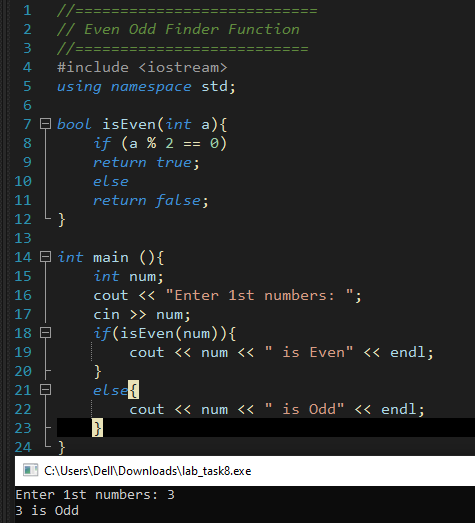 1 //===========================
2 // Even Odd Finder Function
3 //==========================
4 #include <iostream>
5 using namespace std;
6
7 bool isEven(int a){
8 if (a % 2 == 0)
9 return true;
10 else
11 return false;
12 }
13
14 int main (){
15 int num;
16 cout << "Enter 1st numbers: ";
17 cin >> num;
18 if(isEven(num)){
19 cout << num << " is Even" << endl;
20 }
21 else{
22 cout << num << " is Odd" << endl;
23 }
24 }
C:\Users\Dell\Downloads\lab_task8.exe
Enter 1st numbers: 3
3 is Odd